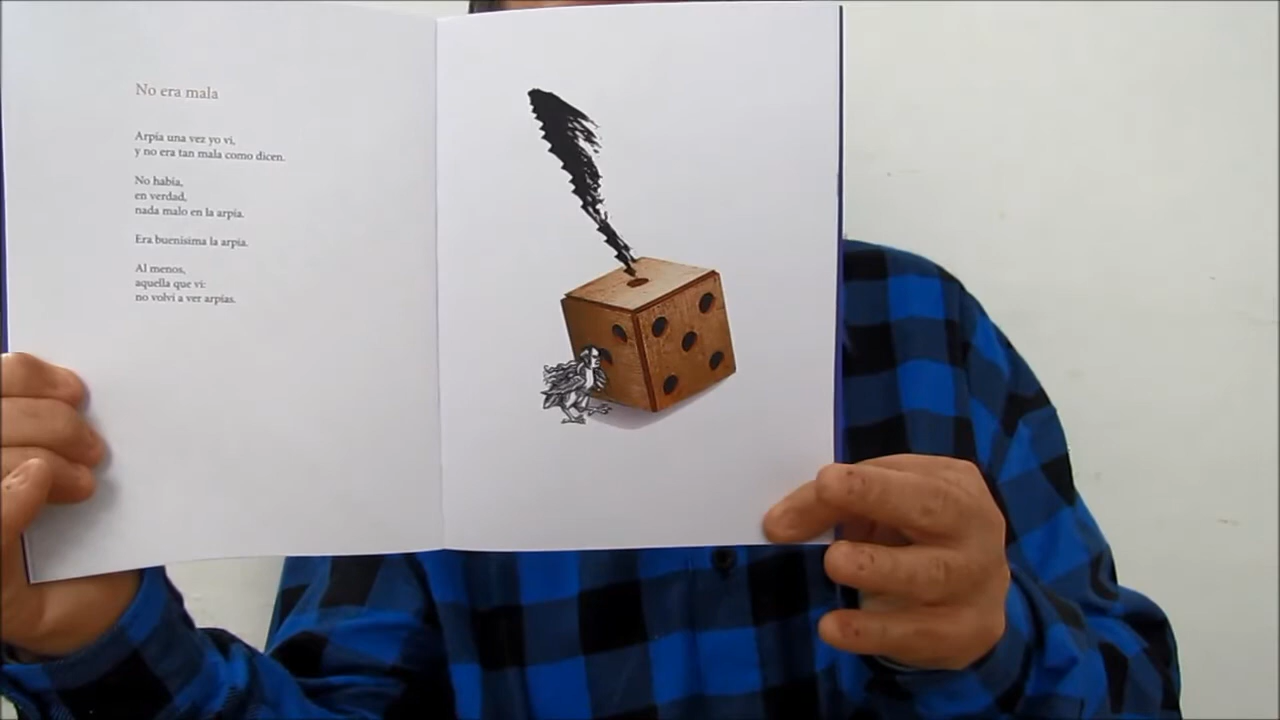 No era mala
Arpía una vez yo vi,
y no era tan mala como dicen.
No había,
en verdad,
nada malo en la arpía.
Era buenísima la arpía.
Al menos,
aquella que vi:
no volví a ver arpías.